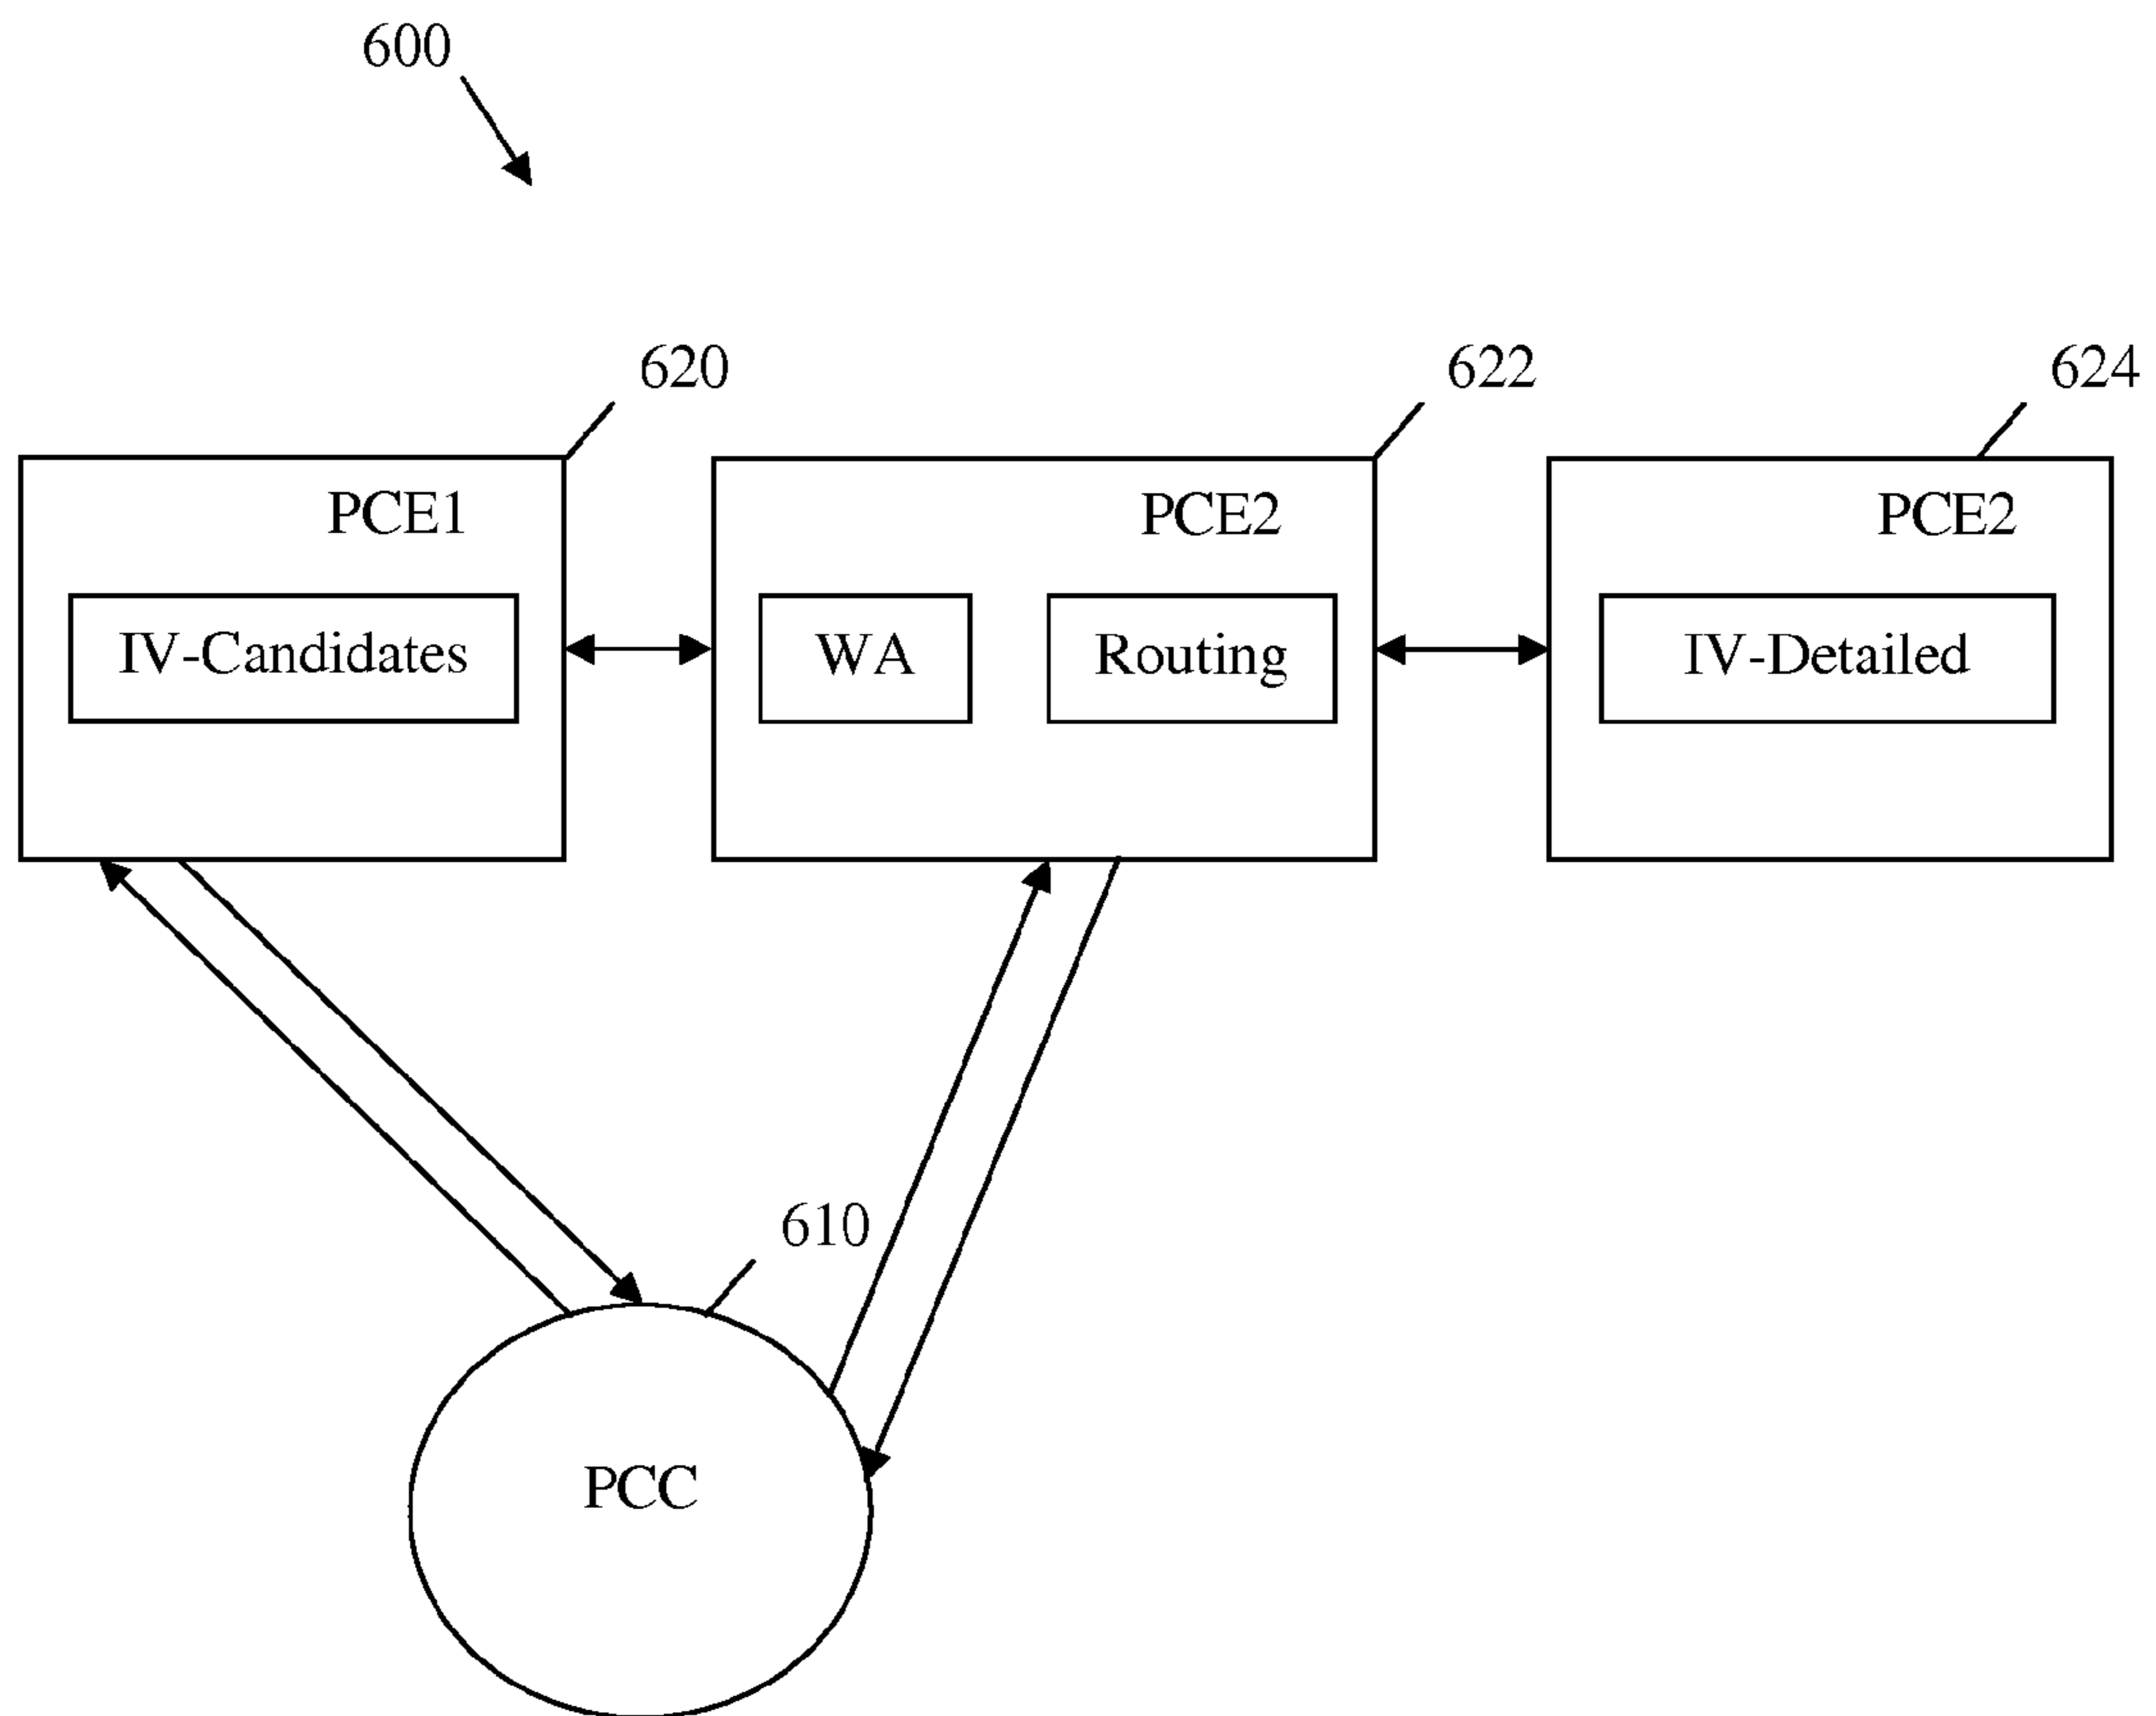 600
620
622
624
PCE1
PCE2
PCE2
IV-Candidates
WA
Routing
IV-Detailed
610
PCC